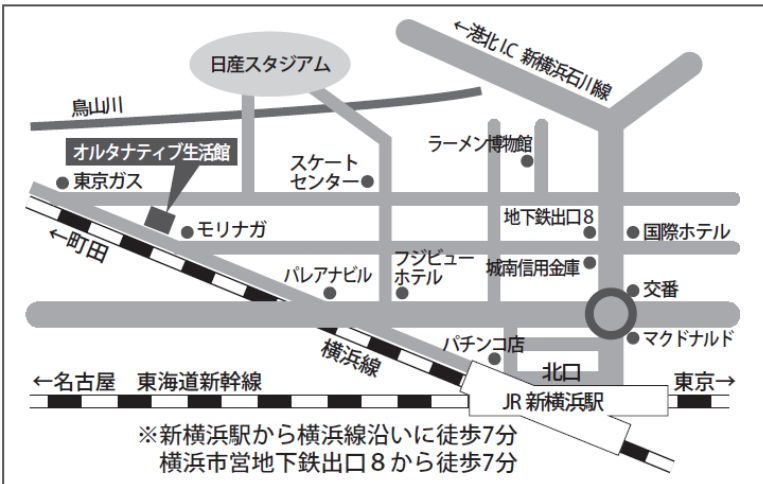 ←港北I.C 新横浜石川線
日産スタジアム
鳥山川
ラーメン博物館
オルタナティブ生活館
スケート
センター
東京ガス
地下鉄出口8
国際ホテル
モリナガ
←町田
フジビュー
ホテル
城南信用金庫
パレアナビル
交番
横浜線
パチンコ店
マクドナルド
北口
←名古屋 東海道新幹線
東京→
JR 新横浜駅
※新横浜駅から横浜線沿いに徒歩7分
横浜市営地下鉄出口8から徒歩7分